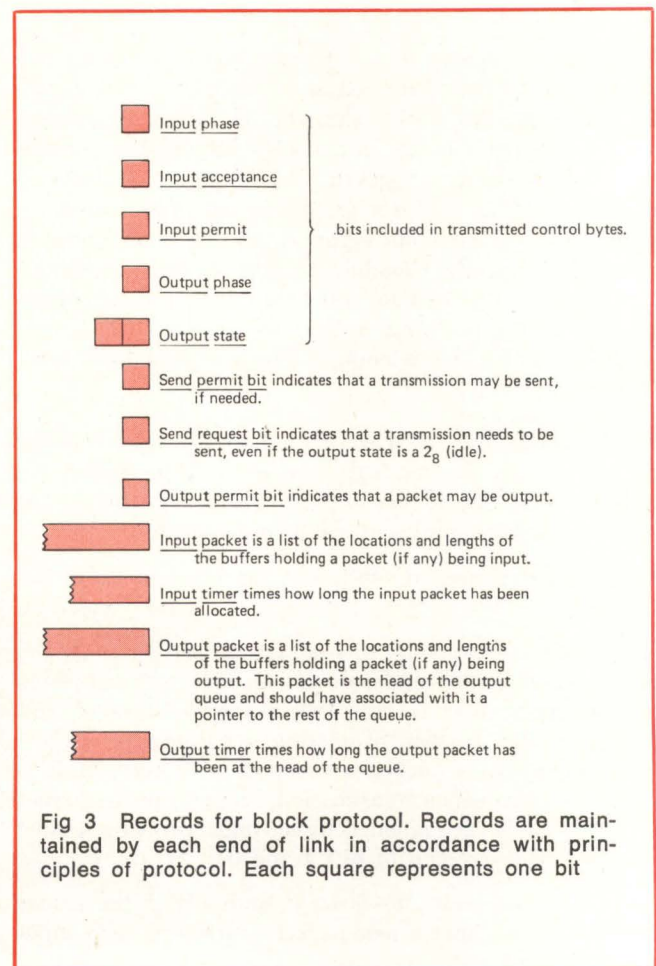 Input phase
Input acceptance
Input permit
.bits included in transmitted control bytes.
Output phase
Output state
Send permit bit indicates that a transmission may be sent,
if needed.
Send request bit indicates that a transmission needs to be
sent, even if the output state is a 2₈ (idle).
Output permit bit indicates that a packet may be output.
Input packet is a list of the locations and lengths of
the buffers holding a packet (if any) being input.
Input timer times how long the input packet has been
allocated.
Output packet is a list of the locations and lengths
of the buffers holding a packet (if any) being
output. This packet is the head of the output
queue and should have associated with it a
pointer to the rest of the queue.
Output timer times how long the output packet has
been at the head of the queue.
Fig 3 Records for block protocol. Records are main-
tained by each end of link in accordance with prin-
ciples of protocol. Each square represents one bit